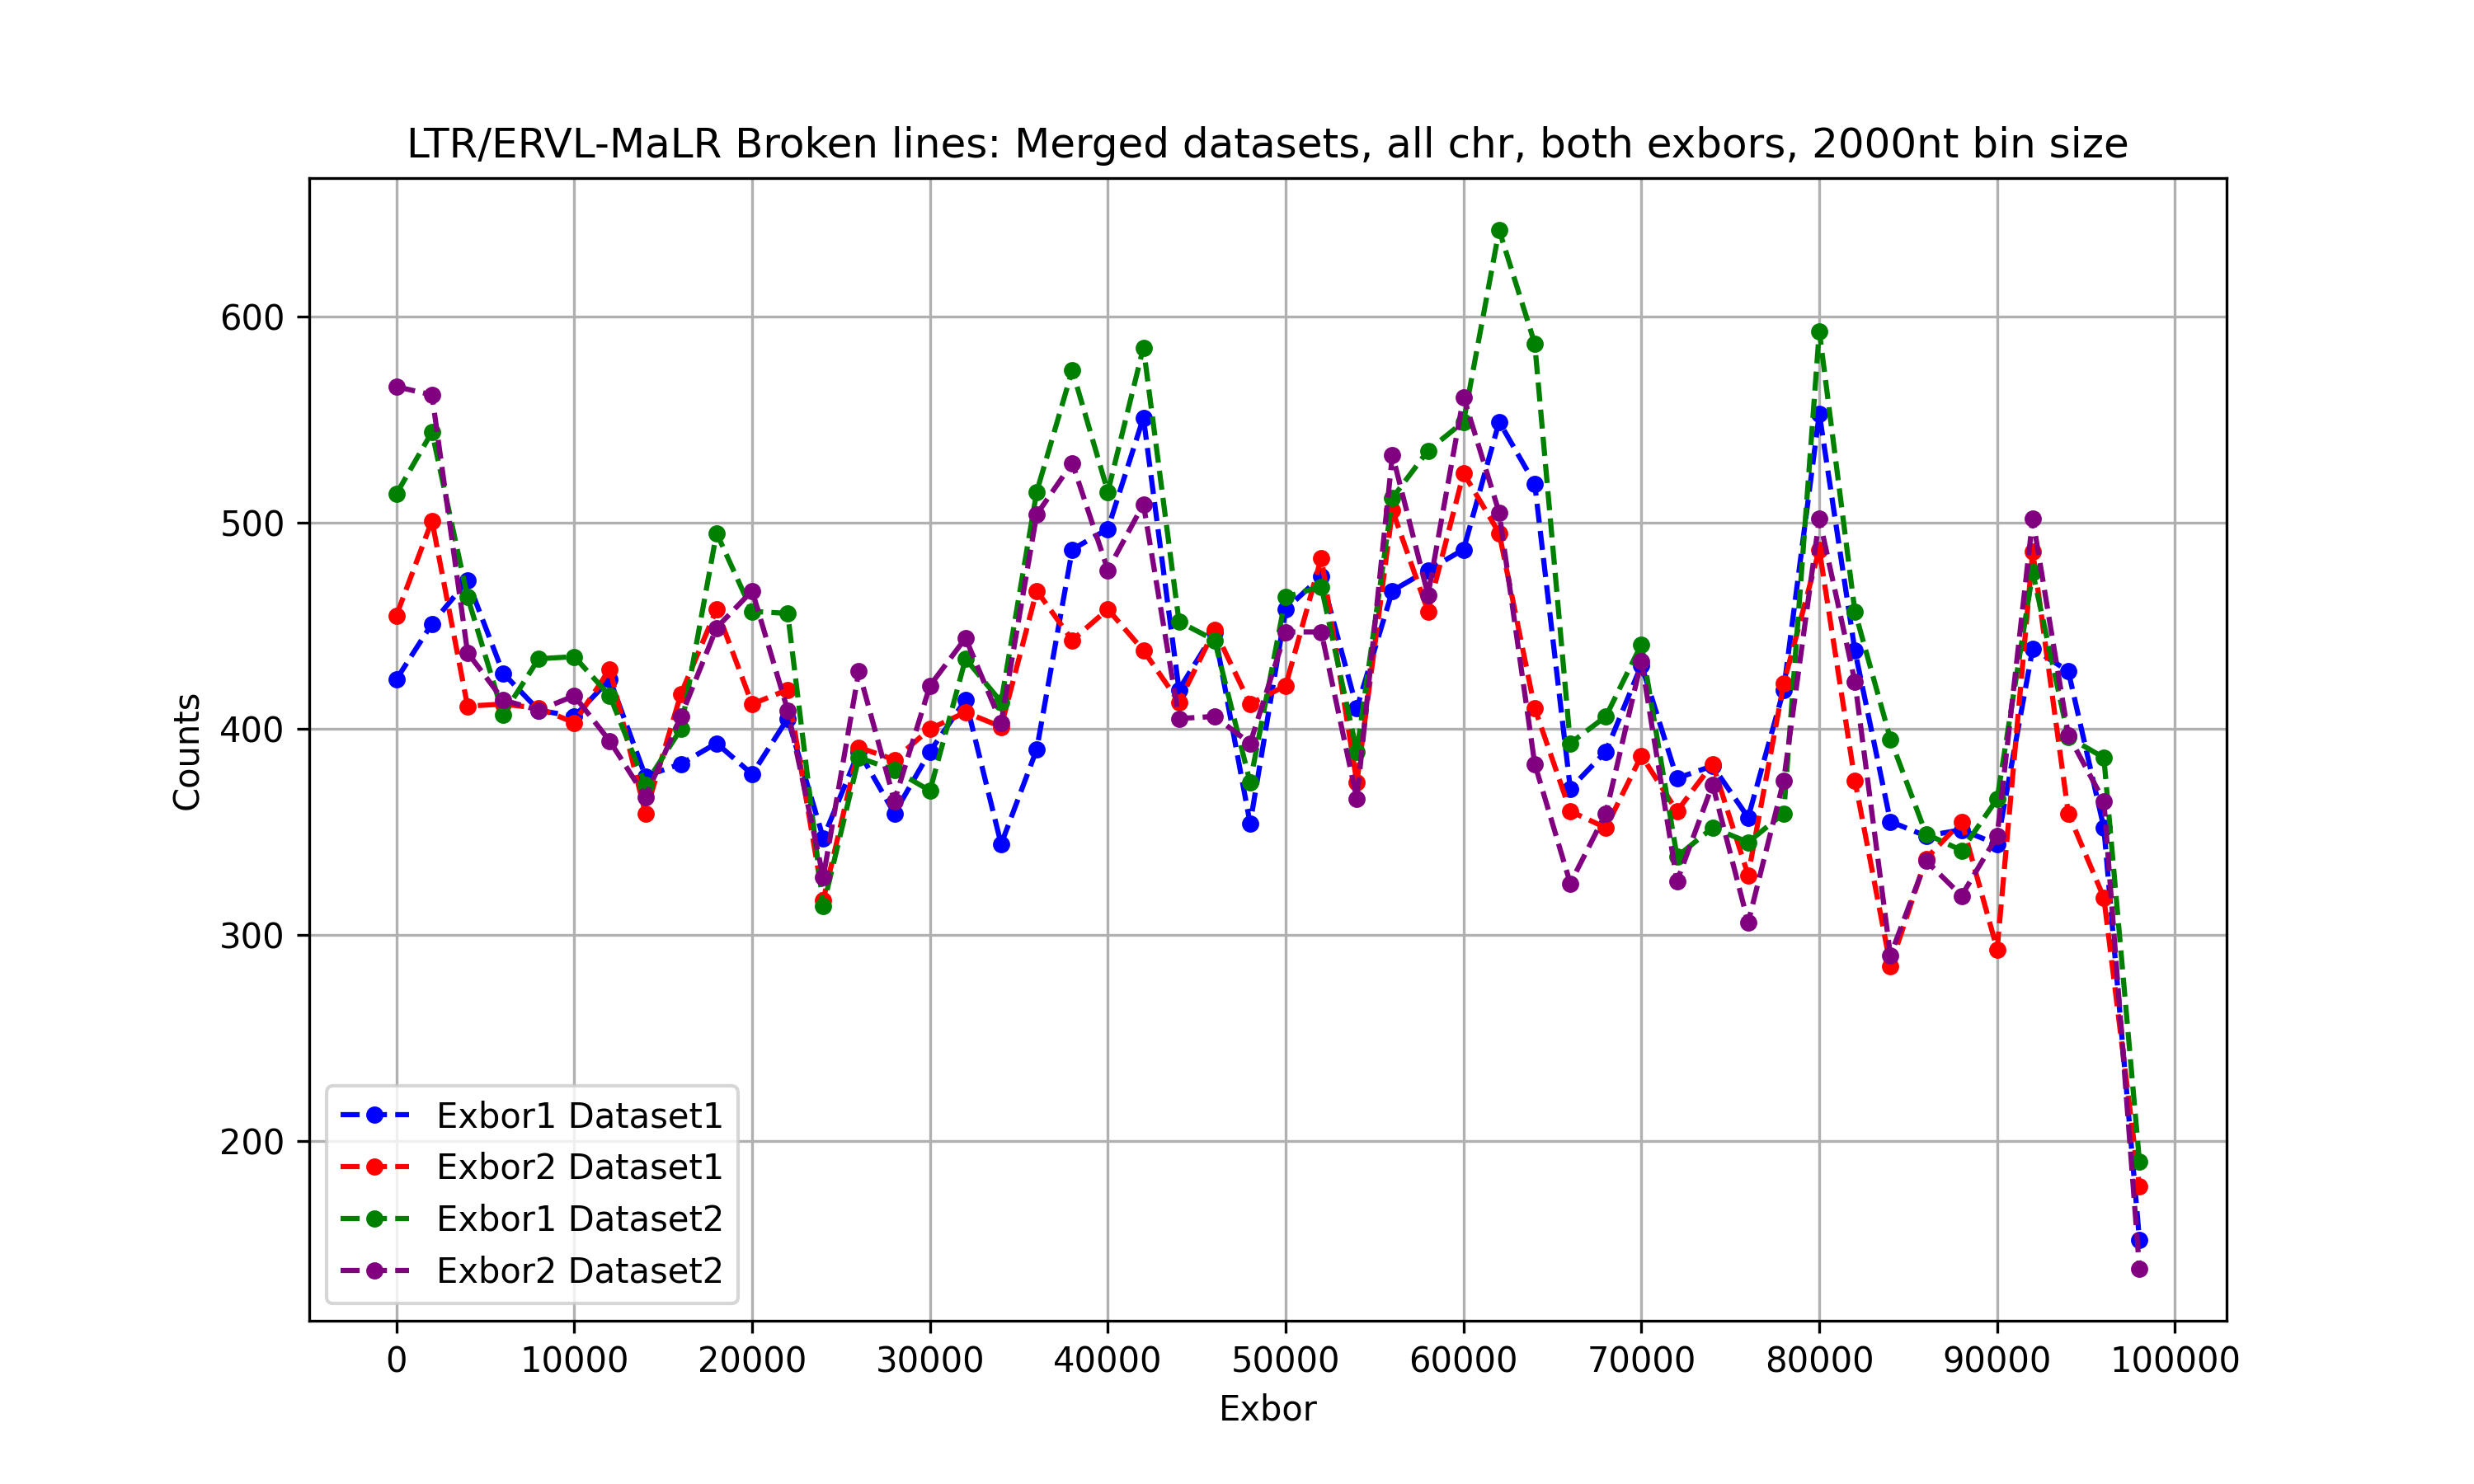 LTR/ERVL-MaLR Broken lines: Merged datasets, all chr, both exbors, 2000nt bin size
Counts
600
500
400
300
200
Exbor1 Dataset1
Exbor2 Dataset1
Exbor1 Dataset2
Exbor2 Dataset2
0 10000 20000 30000 40000 50000 60000 70000 80000 90000 100000
Exbor